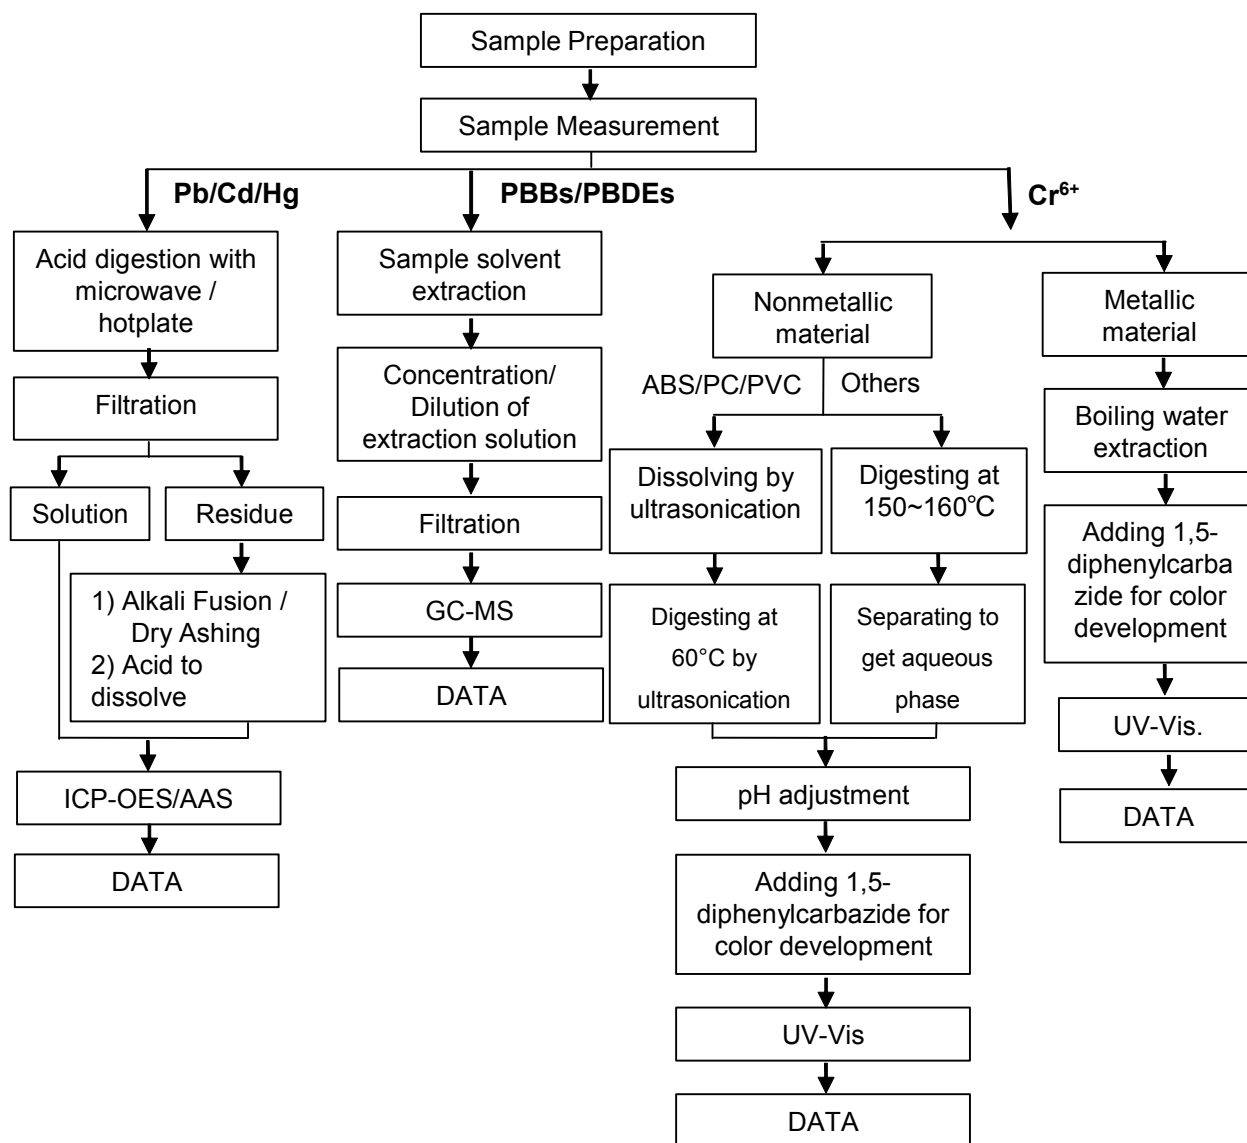 Sample Preparation
Sample Measurement
Pb/Cd/Hg
PBBs/PBDEs
Cr⁶⁺
Acid digestion with
microwave /
hotplate
Filtration
Solution
Residue
1) Alkali Fusion /
Dry Ashing
2) Acid to
dissolve
ICP-OES/AAS
DATA
Sample solvent
extraction
Concentration/
Dilution of
extraction solution
Filtration
GC-MS
DATA
Nonmetallic
material
ABS/PC/PVC
Others
Dissolving by
ultrasonication
Digesting at
60°C by
ultrasonication
Digesting at
150~160℃
Separating to
get aqueous
phase
pH adjustment
Adding 1,5-
diphenylcarbazide for
color development
UV-Vis
DATA
Metallic
material
Boiling water
extraction
Adding 1,5-
diphenylcarba
zide for color
development
UV-Vis.
DATA